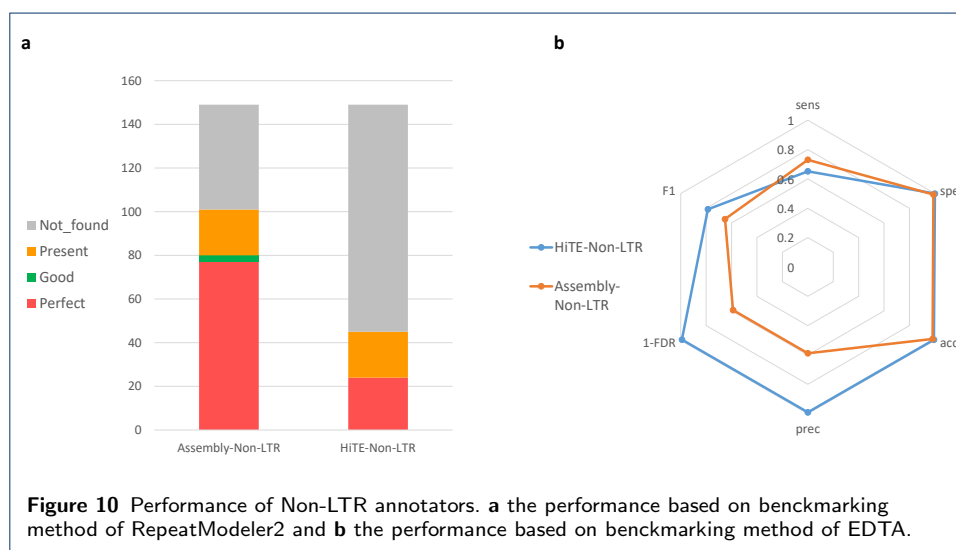 a
160
140
120
100
80
60
40
20
0
Not_found
Present
Good
Perfect
Assembly-Non-LTR
HiTE-Non-LTR
b
sens
1
0.8
0.6
0.4
0.2
0
F1
spe
1-FDR
acc
prec
HiTE-Non-LTR
Assembly-
Non-LTR
Figure 10 Performance of Non-LTR annotators. a the performance based on benckmarking
method of RepeatModeler2 and b the performance based on benckmarking method of EDTA.